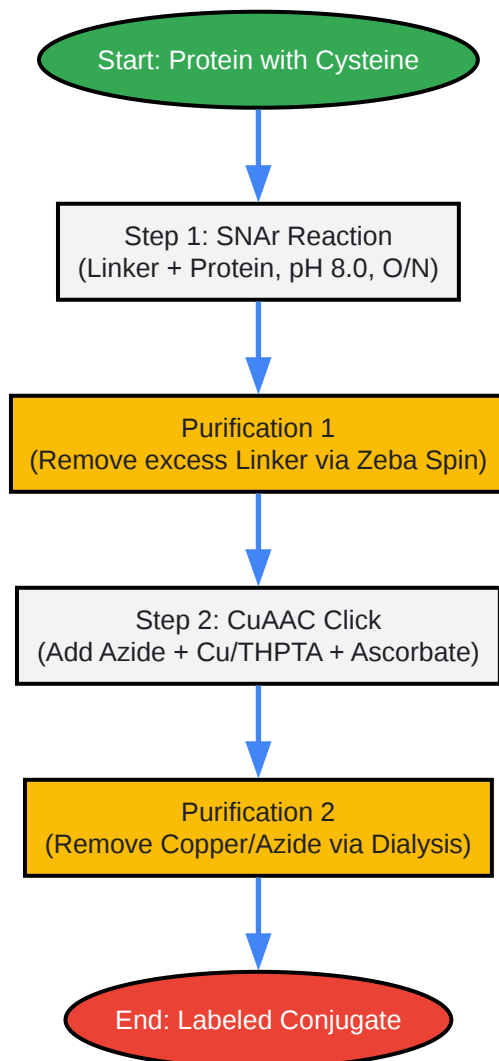 Start: Protein with Cysteine
Step 1: SNAr Reaction
(Linker + Protein, pH 8.0, O/N)
Purification 1
(Remove excess Linker via Zeba Spin)
Step 2: CuAAC Click
(Add Azide + Cu/THPTA + Ascorbate)
Purification 2
(Remove Copper/Azide via Dialysis)
End: Labeled Conjugate